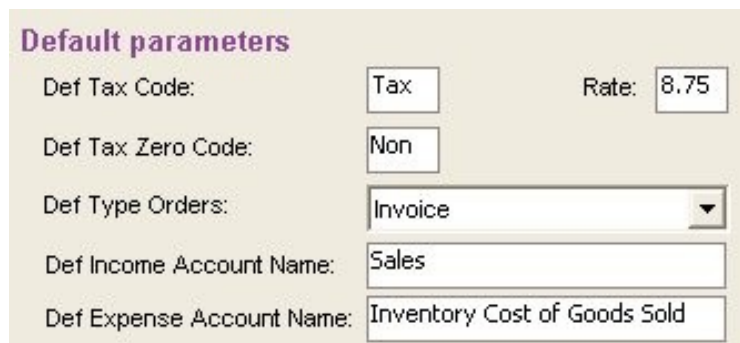 Default parameters
Def Tax Code: Tax Rate: 8.75
Def Tax Zero Code: Non
Def Type Orders: Invoice
Def Income Account Name: Sales
Def Expense Account Name: Inventory Cost of Goods Sold